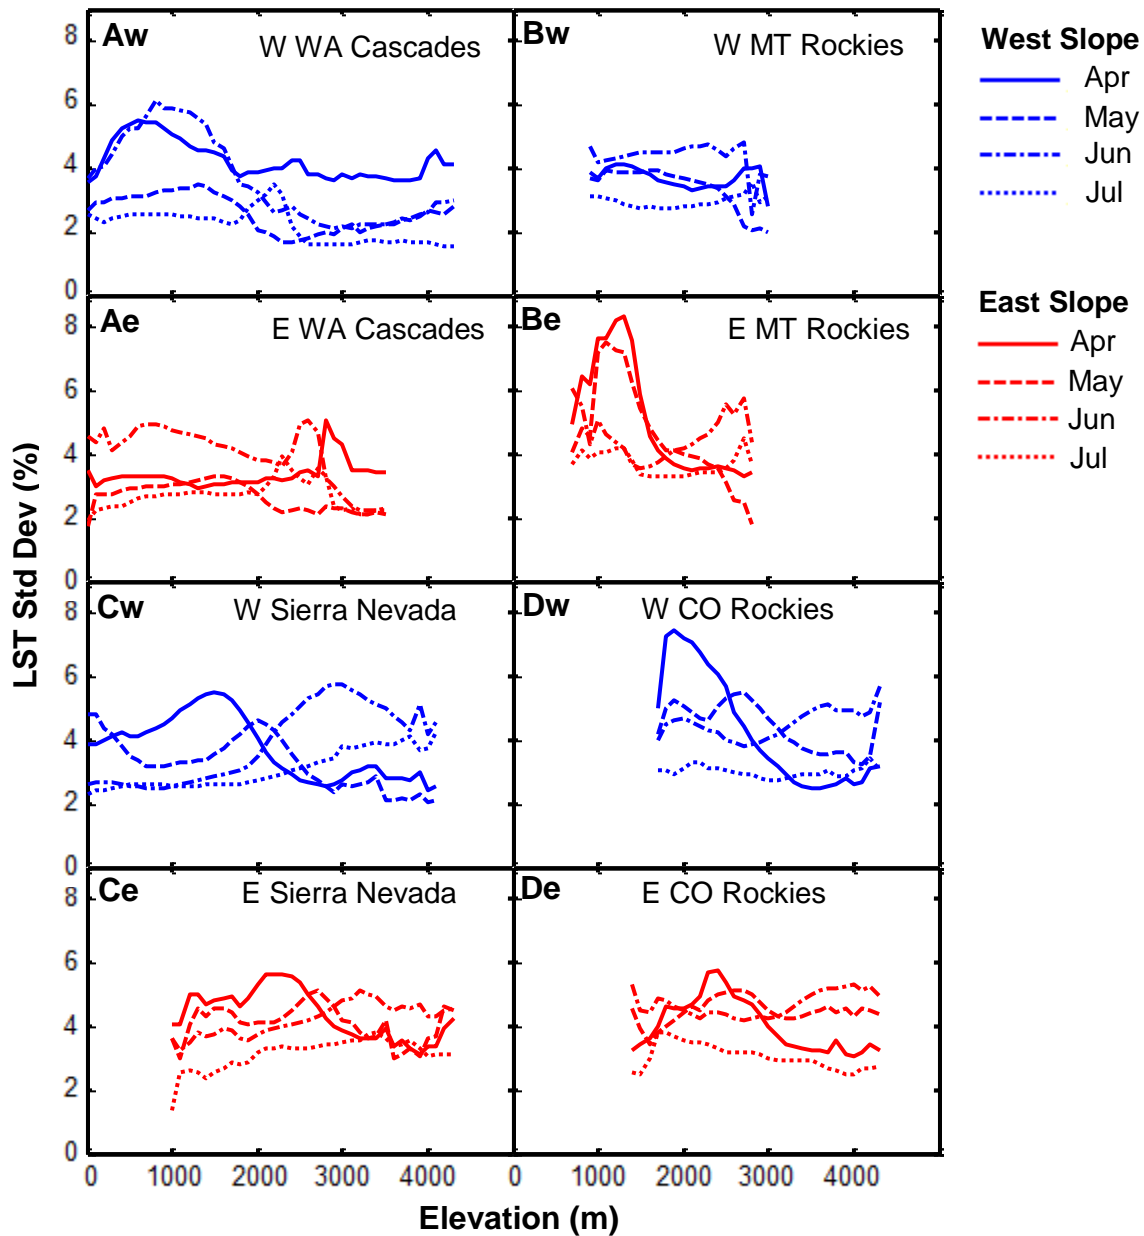 Aw
W WA Cascades
8
6
4
2
0
Bw
W MT Rockies
West Slope
Apr
May
Jun
Jul
Ae
E WA Cascades
8
6
4
2
0
Be
E MT Rockies
East Slope
Apr
May
Jun
Jul
LST Std Dev (%)
Cw
W Sierra Nevada
8
6
4
2
0
Dw
W CO Rockies
Ce
E Sierra Nevada
8
6
4
2
0
De
E CO Rockies
0 1000 2000 3000 4000
0 1000 2000 3000 4000
Elevation (m)